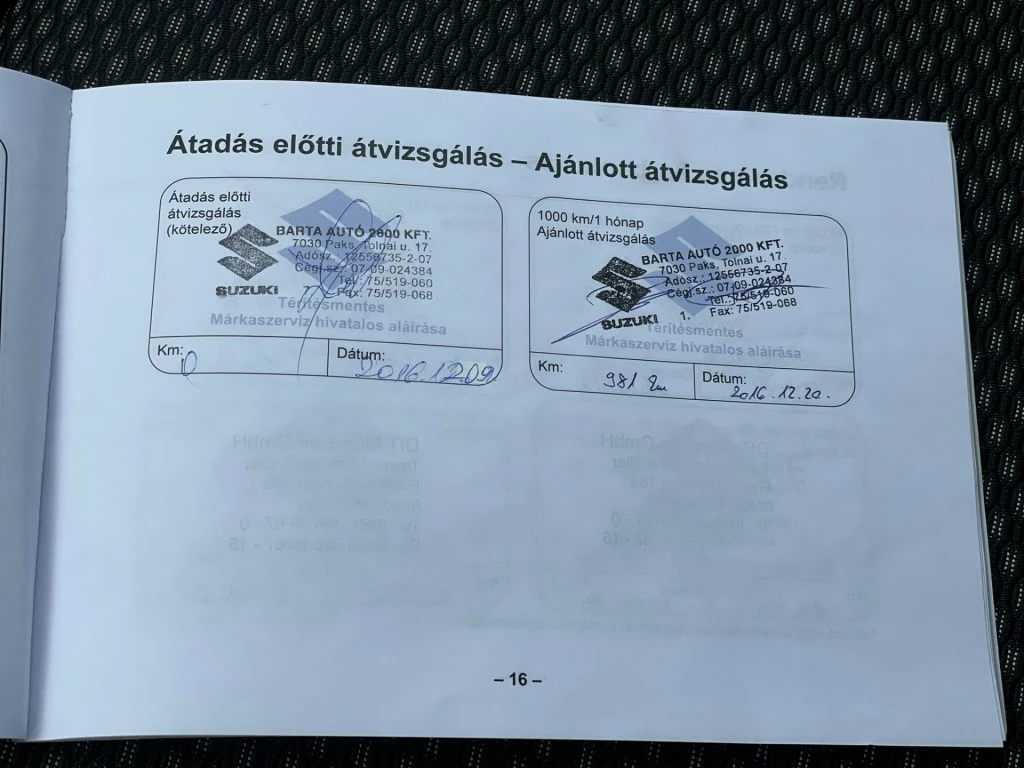 Átadás előtti átvizsgálás – Ajánlott átvizsgálás
Átadás előtti
átvizsgálás
(kötelező)
BARTA AUTÓ 2000 KFT.
7030 Paks, Tolnai u. 17.
Adósz.: 12556735-2-07
Cégj.sz.: 07-09-024384
Tel.: 75/519-060
Fax: 75/519-068
SUZUKI
Térítésmentes
Márkaszerviz hivatalos aláírása
Km: 0
Dátum: 2016.12.09.
1000 km/1 hónap
Ajánlott átvizsgálás
BARTA AUTÓ 2000 KFT.
7030 Paks, Tolnai u. 17.
Adósz.: 12556735-2-07
Cégj.sz.: 07-09-024384
Tel.: 75/519-060
1. Fax: 75/519-068
SUZUKI
Térítésmentes
Márkaszerviz hivatalos aláírása
Km: 981
Dátum: 2016.12.20.
– 16 –